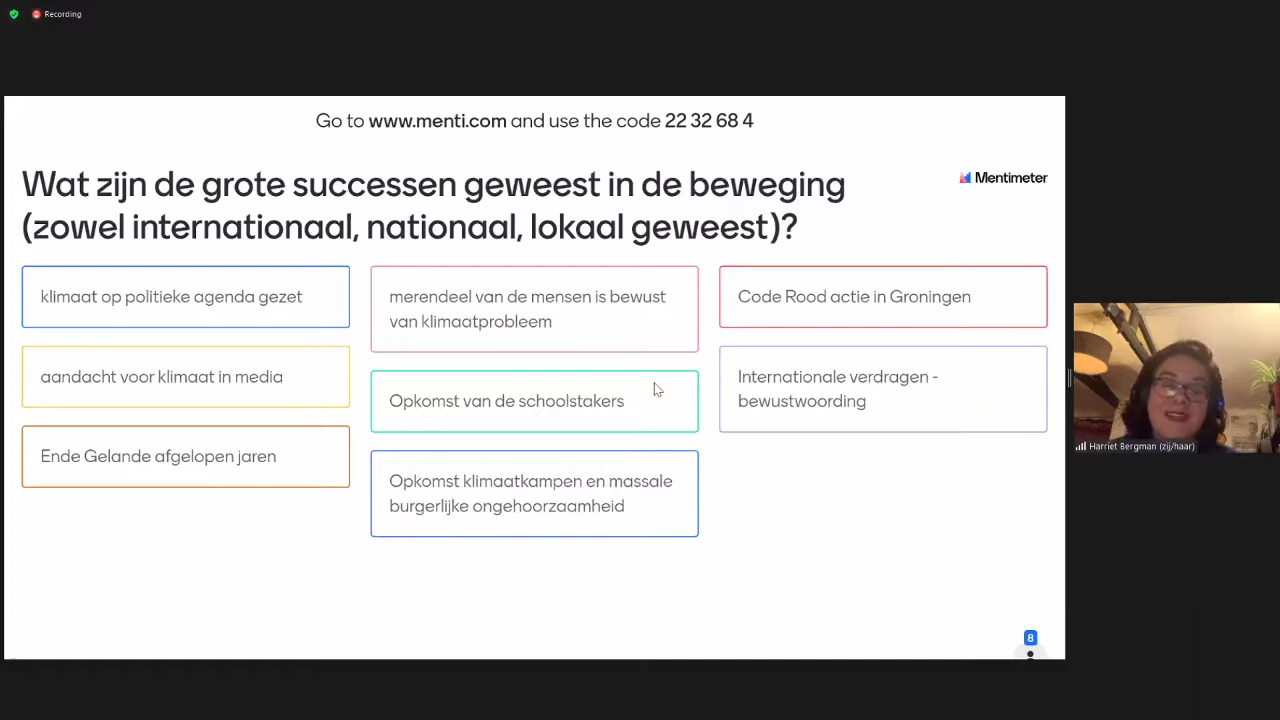 Recording
Go to www.menti.com and use the code 22 32 68 4
Wat zijn de grote successen geweest in de beweging
(zowel internationaal, nationaal, lokaal geweest)?
Mentimeter
klimaat op politieke agenda gezet
aandacht voor klimaat in media
Ende Gelande afgelopen jaren
merendeel van de mensen is bewust
van klimaatprobleem
Opkomst van de schoolstakers
Opkomst klimaatkampen en massale
burgerlijke ongehoorzaamheid
Code Rood actie in Groningen
Internationale verdragen -
bewustwoording
8
Harriet Bergman (zij/haar)